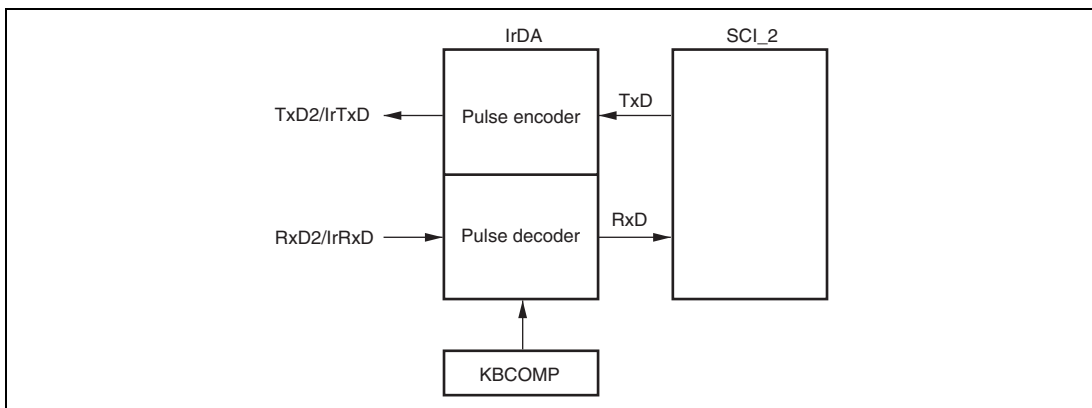 IrDA
SCI_2
TxD2/IrTxD
Pulse encoder
TxD
RxD2/IrRxD
Pulse decoder
RxD
KBCOMP